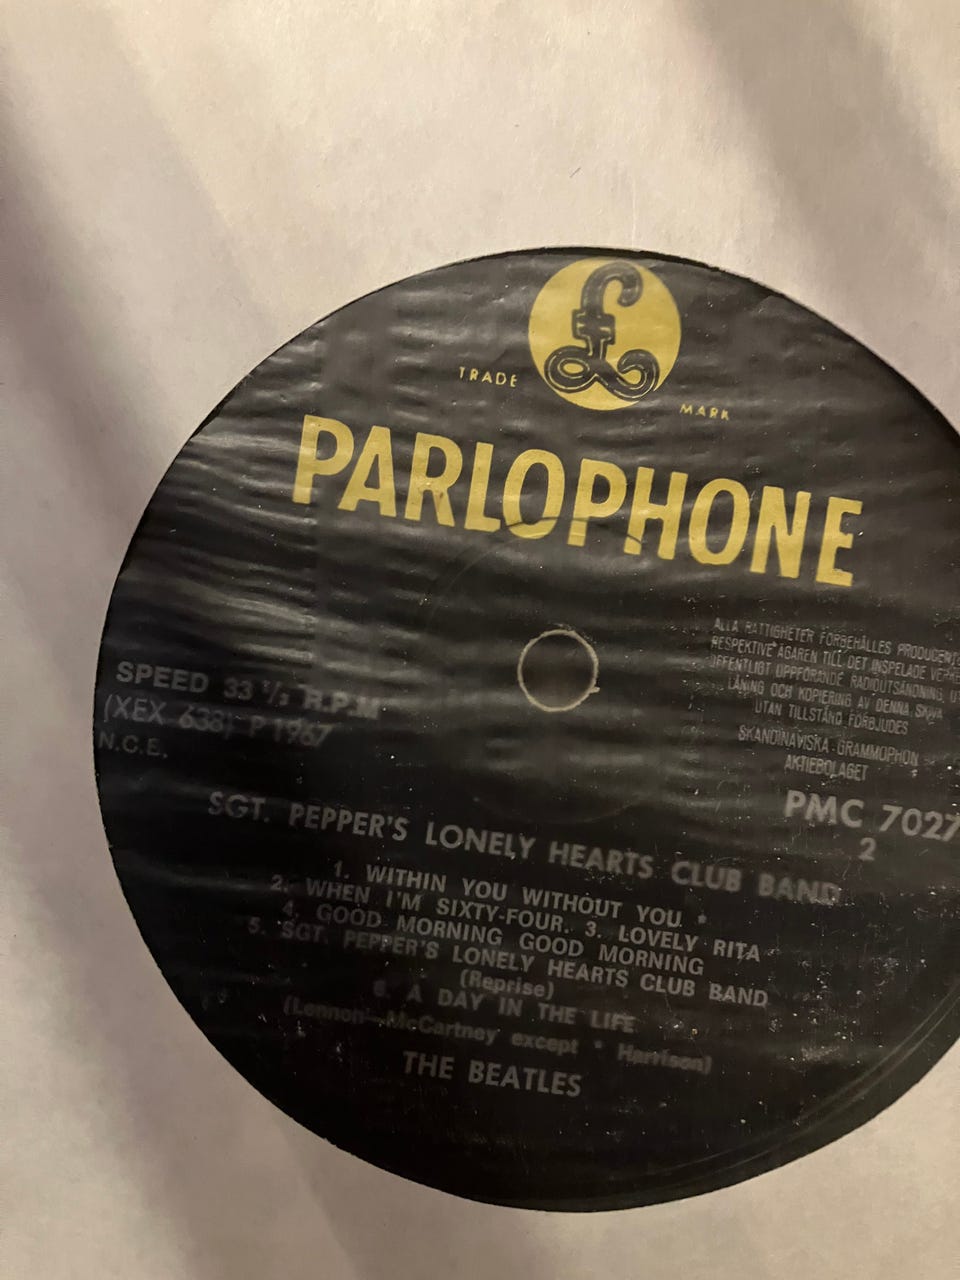 £
TRADE MARK
PARLOPHONE
ALLA RÄTTIGHETER FÖRBEHÅLLES PRODUCENT
RESPEKTIVE ÄGAREN TILL DET INSPELADE
OFFENTLIGT UPPFÖRANDE RADIOUTSÄNDNING
LÅNING OCH KOPIERING AV DENNA SKIVA
UTAN TILLSTÅND FÖRBJUDES
SKANDINAVISKA GRAMMOPHON
AKTIEBOLAGET
SPEED 33 1/3 R.P.M
(XEX 638) P 1967
N.C.E.
PMC 7027
2
SGT. PEPPER'S LONELY HEARTS CLUB BAND
1. WITHIN YOU WITHOUT YOU *
2. WHEN I'M SIXTY-FOUR. 3. LOVELY RITA
4. GOOD MORNING GOOD MORNING
5. SGT. PEPPER'S LONELY HEARTS CLUB BAND
(Reprise)
6. A DAY IN THE LIFE
(Lennon-McCartney except * Harrison)
THE BEATLES